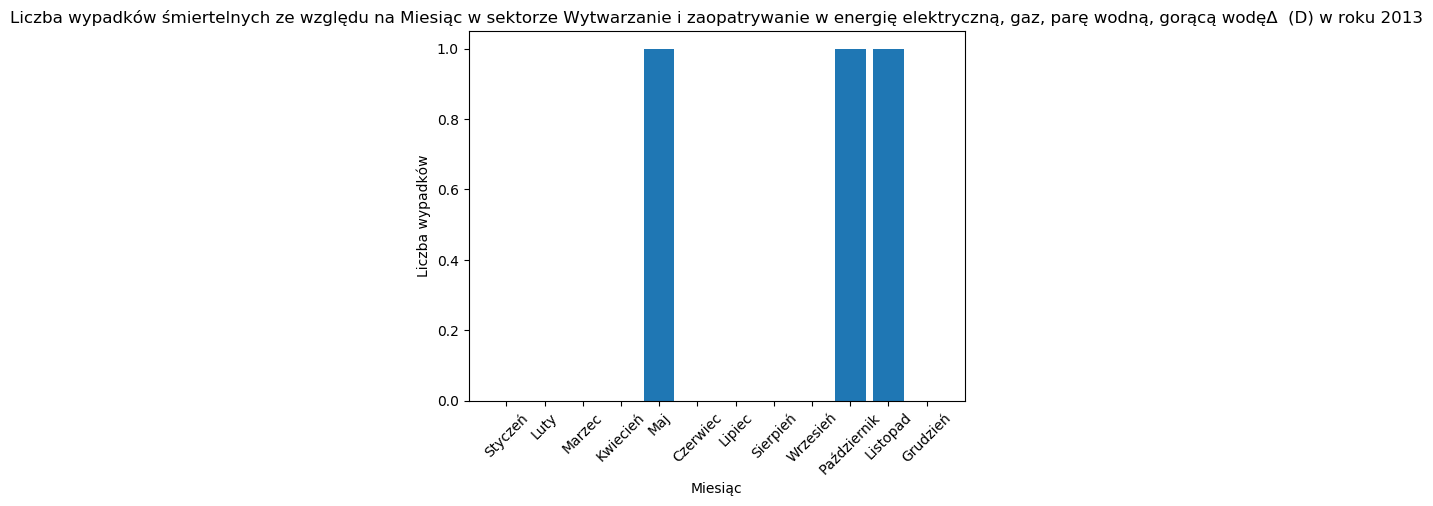 Liczba wypadków śmiertelnych ze względu na Miesiąc w sektorze Wytwarzanie i zaopatrywanie w energię elektryczną, gaz, parę wodną, gorącą wodęΔ  (D) w roku 2013
1.0
0.8
0.6
0.4
0.2
0.0
Liczba wypadków
Styczeń
Luty
Marzec
Kwiecień
Maj
Czerwiec
Lipiec
Sierpień
Wrzesień
Październik
Listopad
Grudzień
Miesiąc